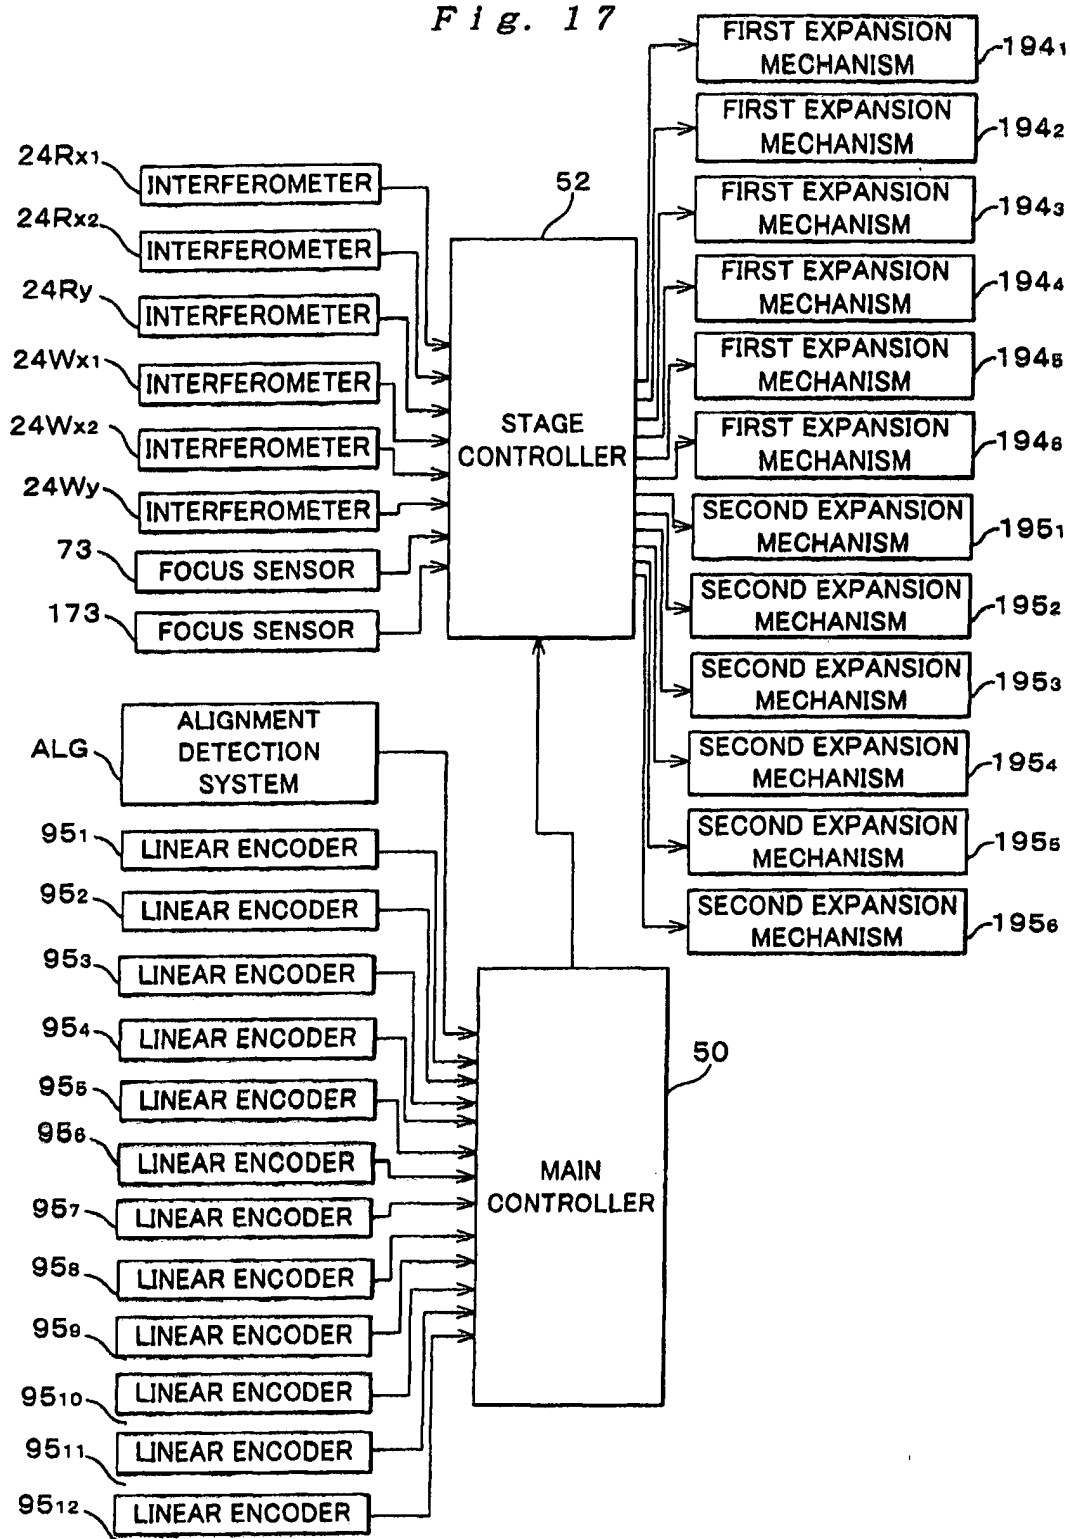 Fig. 17
24Rx1
INTERFEROMETER
24Rx2
INTERFEROMETER
24Ry
INTERFEROMETER
24Wx1
INTERFEROMETER
24Wx2
INTERFEROMETER
24Wy
INTERFEROMETER
73
FOCUS SENSOR
173
FOCUS SENSOR
52
STAGE
CONTROLLER
FIRST EXPANSION
MECHANISM
194₁
FIRST EXPANSION
MECHANISM
194₂
FIRST EXPANSION
MECHANISM
194₃
FIRST EXPANSION
MECHANISM
194₄
FIRST EXPANSION
MECHANISM
194₅
FIRST EXPANSION
MECHANISM
194₆
SECOND EXPANSION
MECHANISM
195₁
SECOND EXPANSION
MECHANISM
195₂
SECOND EXPANSION
MECHANISM
195₃
SECOND EXPANSION
MECHANISM
195₄
SECOND EXPANSION
MECHANISM
195₅
SECOND EXPANSION
MECHANISM
195₆
ALG
ALIGNMENT
DETECTION
SYSTEM
95₁
LINEAR ENCODER
95₂
LINEAR ENCODER
95₃
LINEAR ENCODER
95₄
LINEAR ENCODER
95₅
LINEAR ENCODER
95₆
LINEAR ENCODER
95₇
LINEAR ENCODER
95₈
LINEAR ENCODER
95₉
LINEAR ENCODER
95₁₀
LINEAR ENCODER
95₁₁
LINEAR ENCODER
95₁₂
LINEAR ENCODER
50
MAIN
CONTROLLER